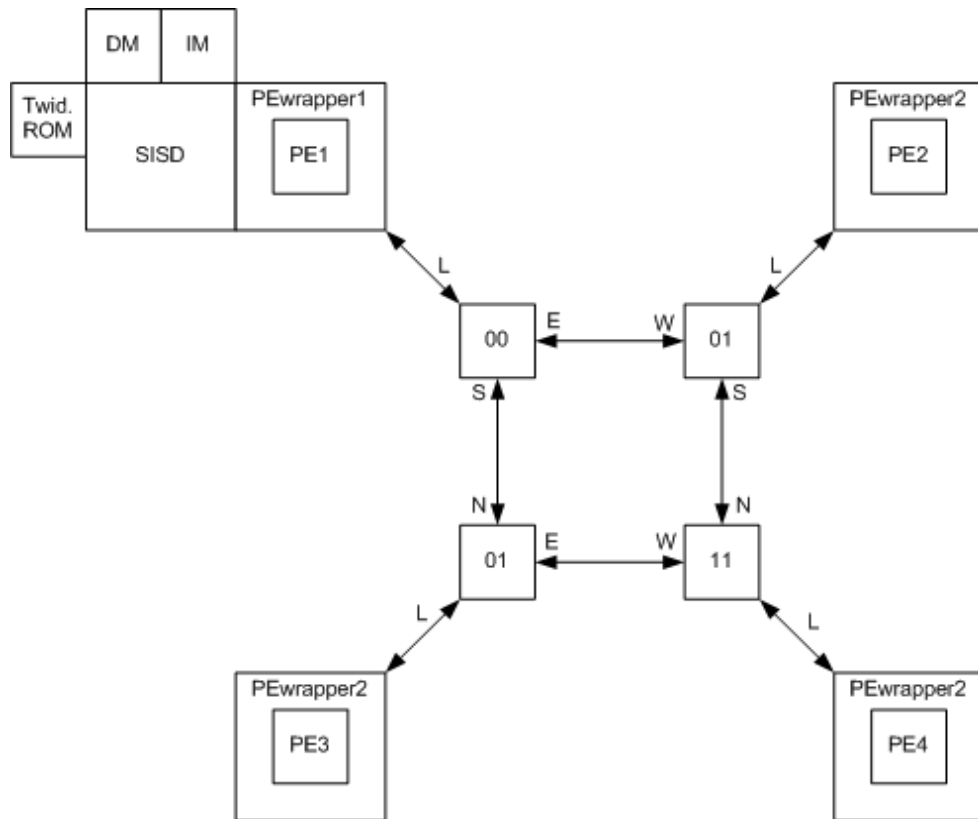 DM
IM
Twid.
ROM
SISD
PEwrapper1
PE1
PEwrapper2
PE2
L
L
00
E
W
01
S
S
N
N
01
E
W
11
L
L
PEwrapper2
PE3
PEwrapper2
PE4